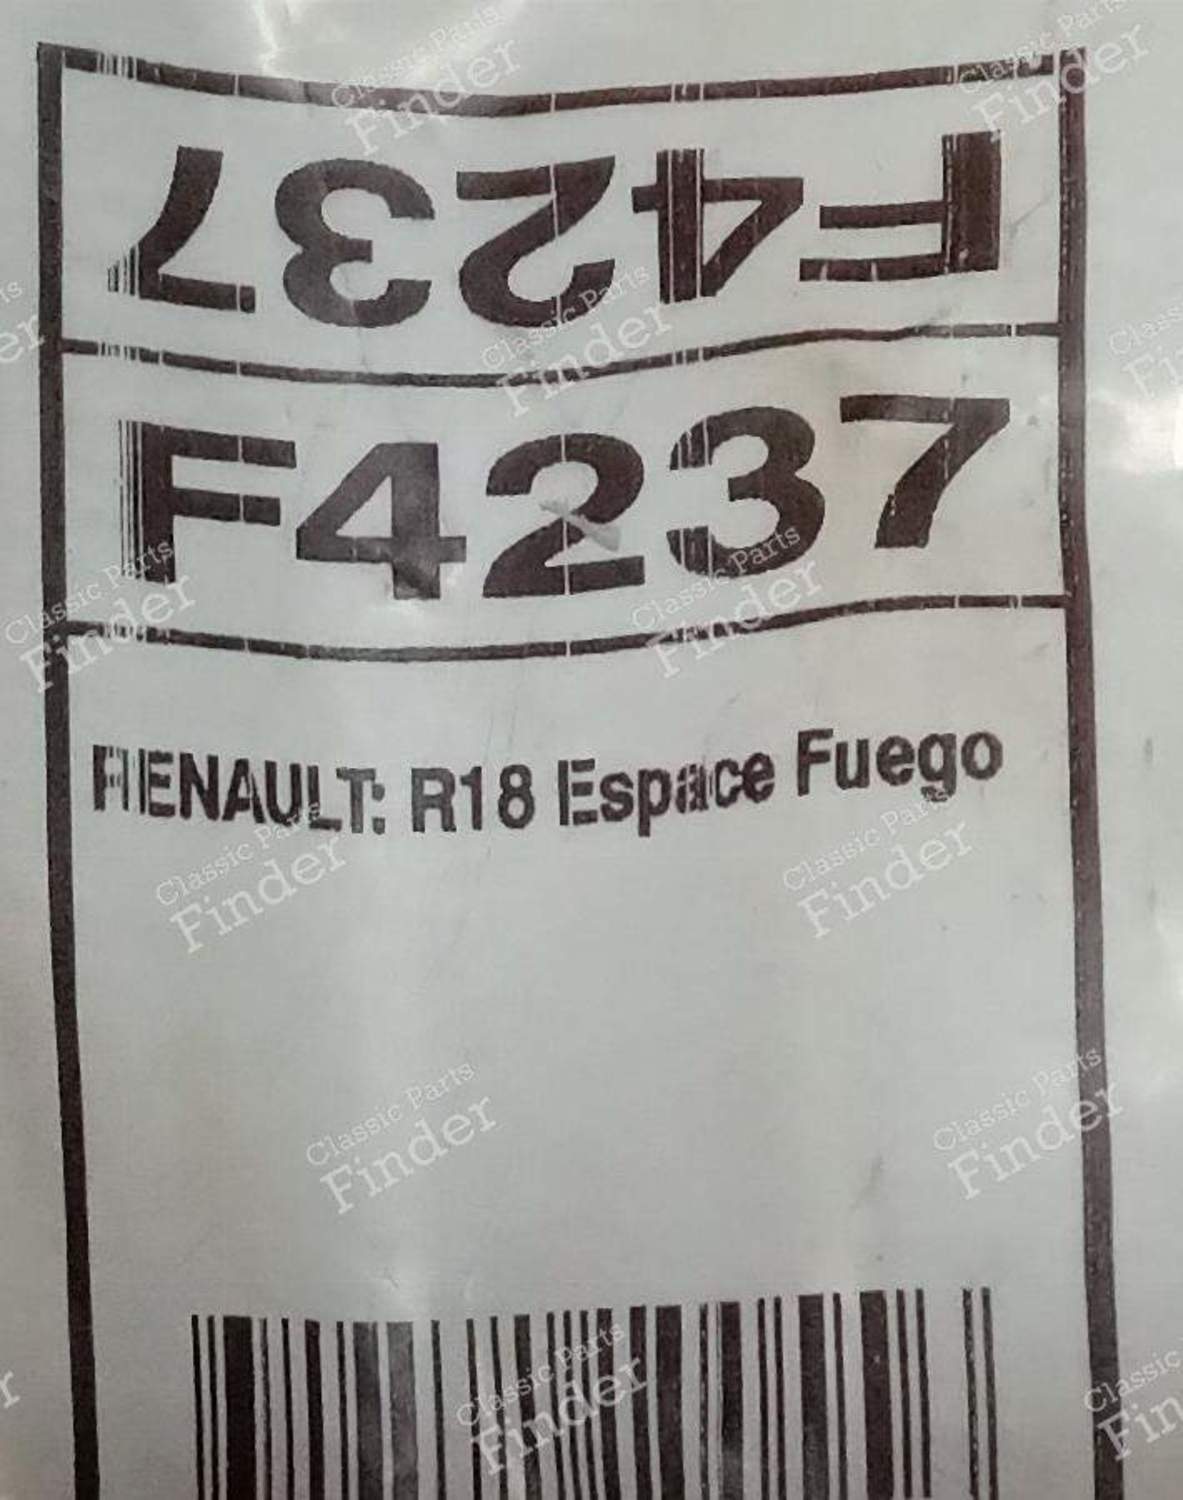 F4237
F4237
RENAULT: R18 Espace Fuego
Classic Parts
Finder